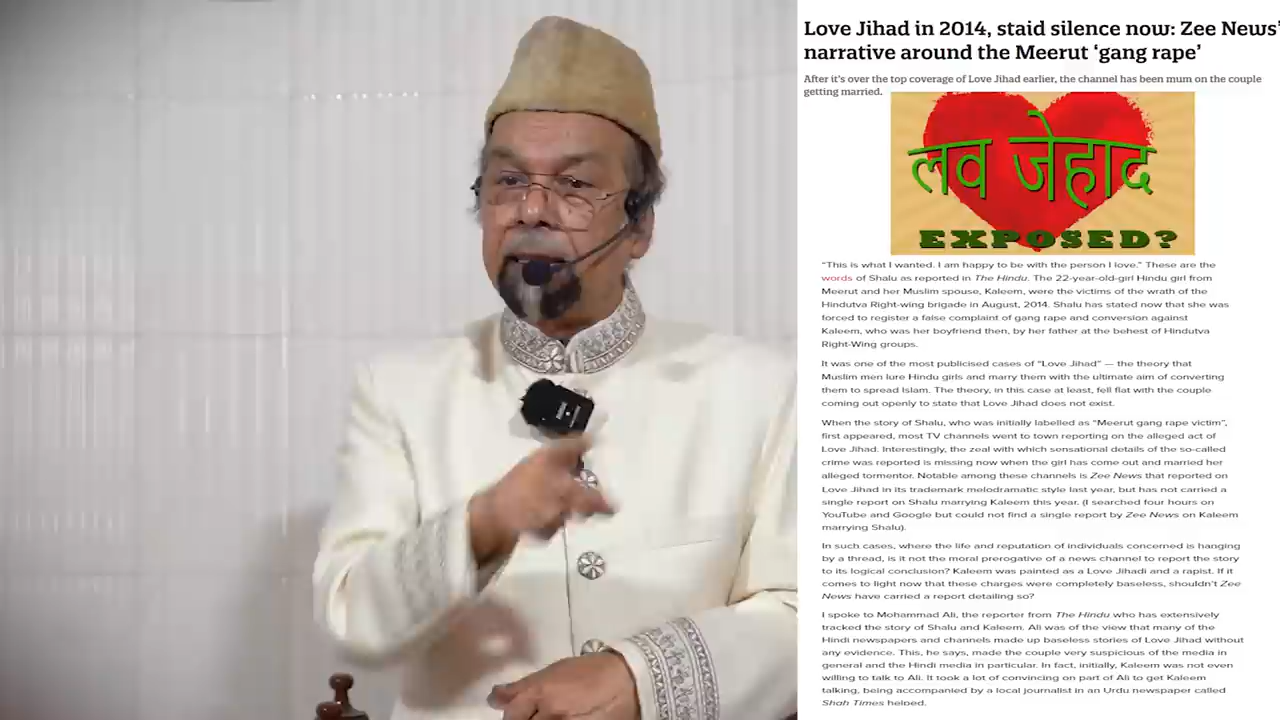 Love Jihad in 2014, staid silence now: Zee News'
narrative around the Meerut 'gang rape'
After it's over the top coverage of Love Jihad earlier, the channel has been mum on the couple
getting married.
लव जेहाद
EXPOSED?
"This is what I wanted. I am happy to be with the person I love." These are the
words of Shalu as reported in The Hindu. The 22-year-old-girl Hindu girl from
Meerut and her Muslim spouse, Kaleem, were the victims of the wrath of the
Hindutva Right-wing brigade in August, 2014. Shalu has stated now that she was
forced to register a false complaint of gang rape and conversion against
Kaleem, who was her boyfriend then, by her father at the behest of Hindutva
Right-Wing groups.
It was one of the most publicised cases of "Love Jihad" — the theory that
Muslim men lure Hindu girls and marry them with the ultimate aim of converting
them to spread Islam. The theory, in this case at least, fell flat with the couple
coming out openly to state that Love Jihad does not exist.
When the story of Shalu, who was initially labelled as "Meerut gang rape victim",
first appeared, most TV channels went to town reporting on the alleged act of
Love Jihad. Interestingly, the zeal with which sensational details of the so-called
crime was reported is missing now when the girl has come out and married her
alleged tormentor. Notable among these channels is Zee News that reported on
Love Jihad in its trademark melodramatic style last year, but has not carried a
single report on Shalu marrying Kaleem this year. (I searched four hours on
YouTube and Google but could not find a single report by Zee News on Kaleem
marrying Shalu).
In such cases, where the life and reputation of individuals concerned is hanging
by a thread, is it not the moral prerogative of a news channel to report the story
to its logical conclusion? Kaleem was painted as a Love Jihadi and a rapist. If it
comes to light now that these charges were completely baseless, shouldn't Zee
News have carried a report detailing so?
I spoke to Mohammad Ali, the reporter from The Hindu who has extensively
tracked the story of Shalu and Kaleem. Ali was of the view that many of the
Hindi newspapers and channels made up baseless stories of Love Jihad without
any evidence. This, he says, made the couple very suspicious of the media in
general and the Hindi media in particular. In fact, initially, Kaleem was not even
willing to talk to Ali. It took a lot of convincing on part of Ali to get Kaleem
talking, being accompanied by a local journalist in an Urdu newspaper called
Shah Times helped.